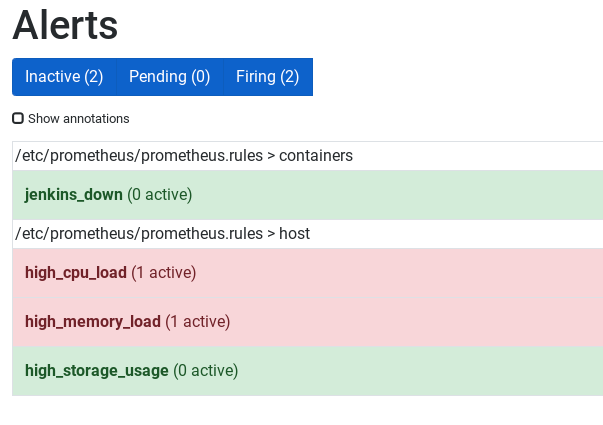 Alerts
Inactive (2) Pending (0) Firing (2)
Show annotations
/etc/prometheus/prometheus.rules > containers
jenkins_down (0 active)
/etc/prometheus/prometheus.rules > host
high_cpu_load (1 active)
high_memory_load (1 active)
high_storage_usage (0 active)